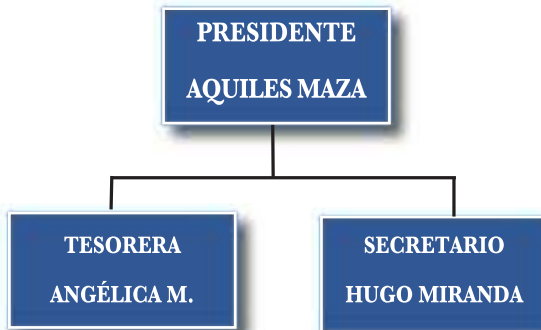 PRESIDENTE
AQUILES MAZA
TESORERA
ANGÉLICA M.
SECRETARIO
HUGO MIRANDA